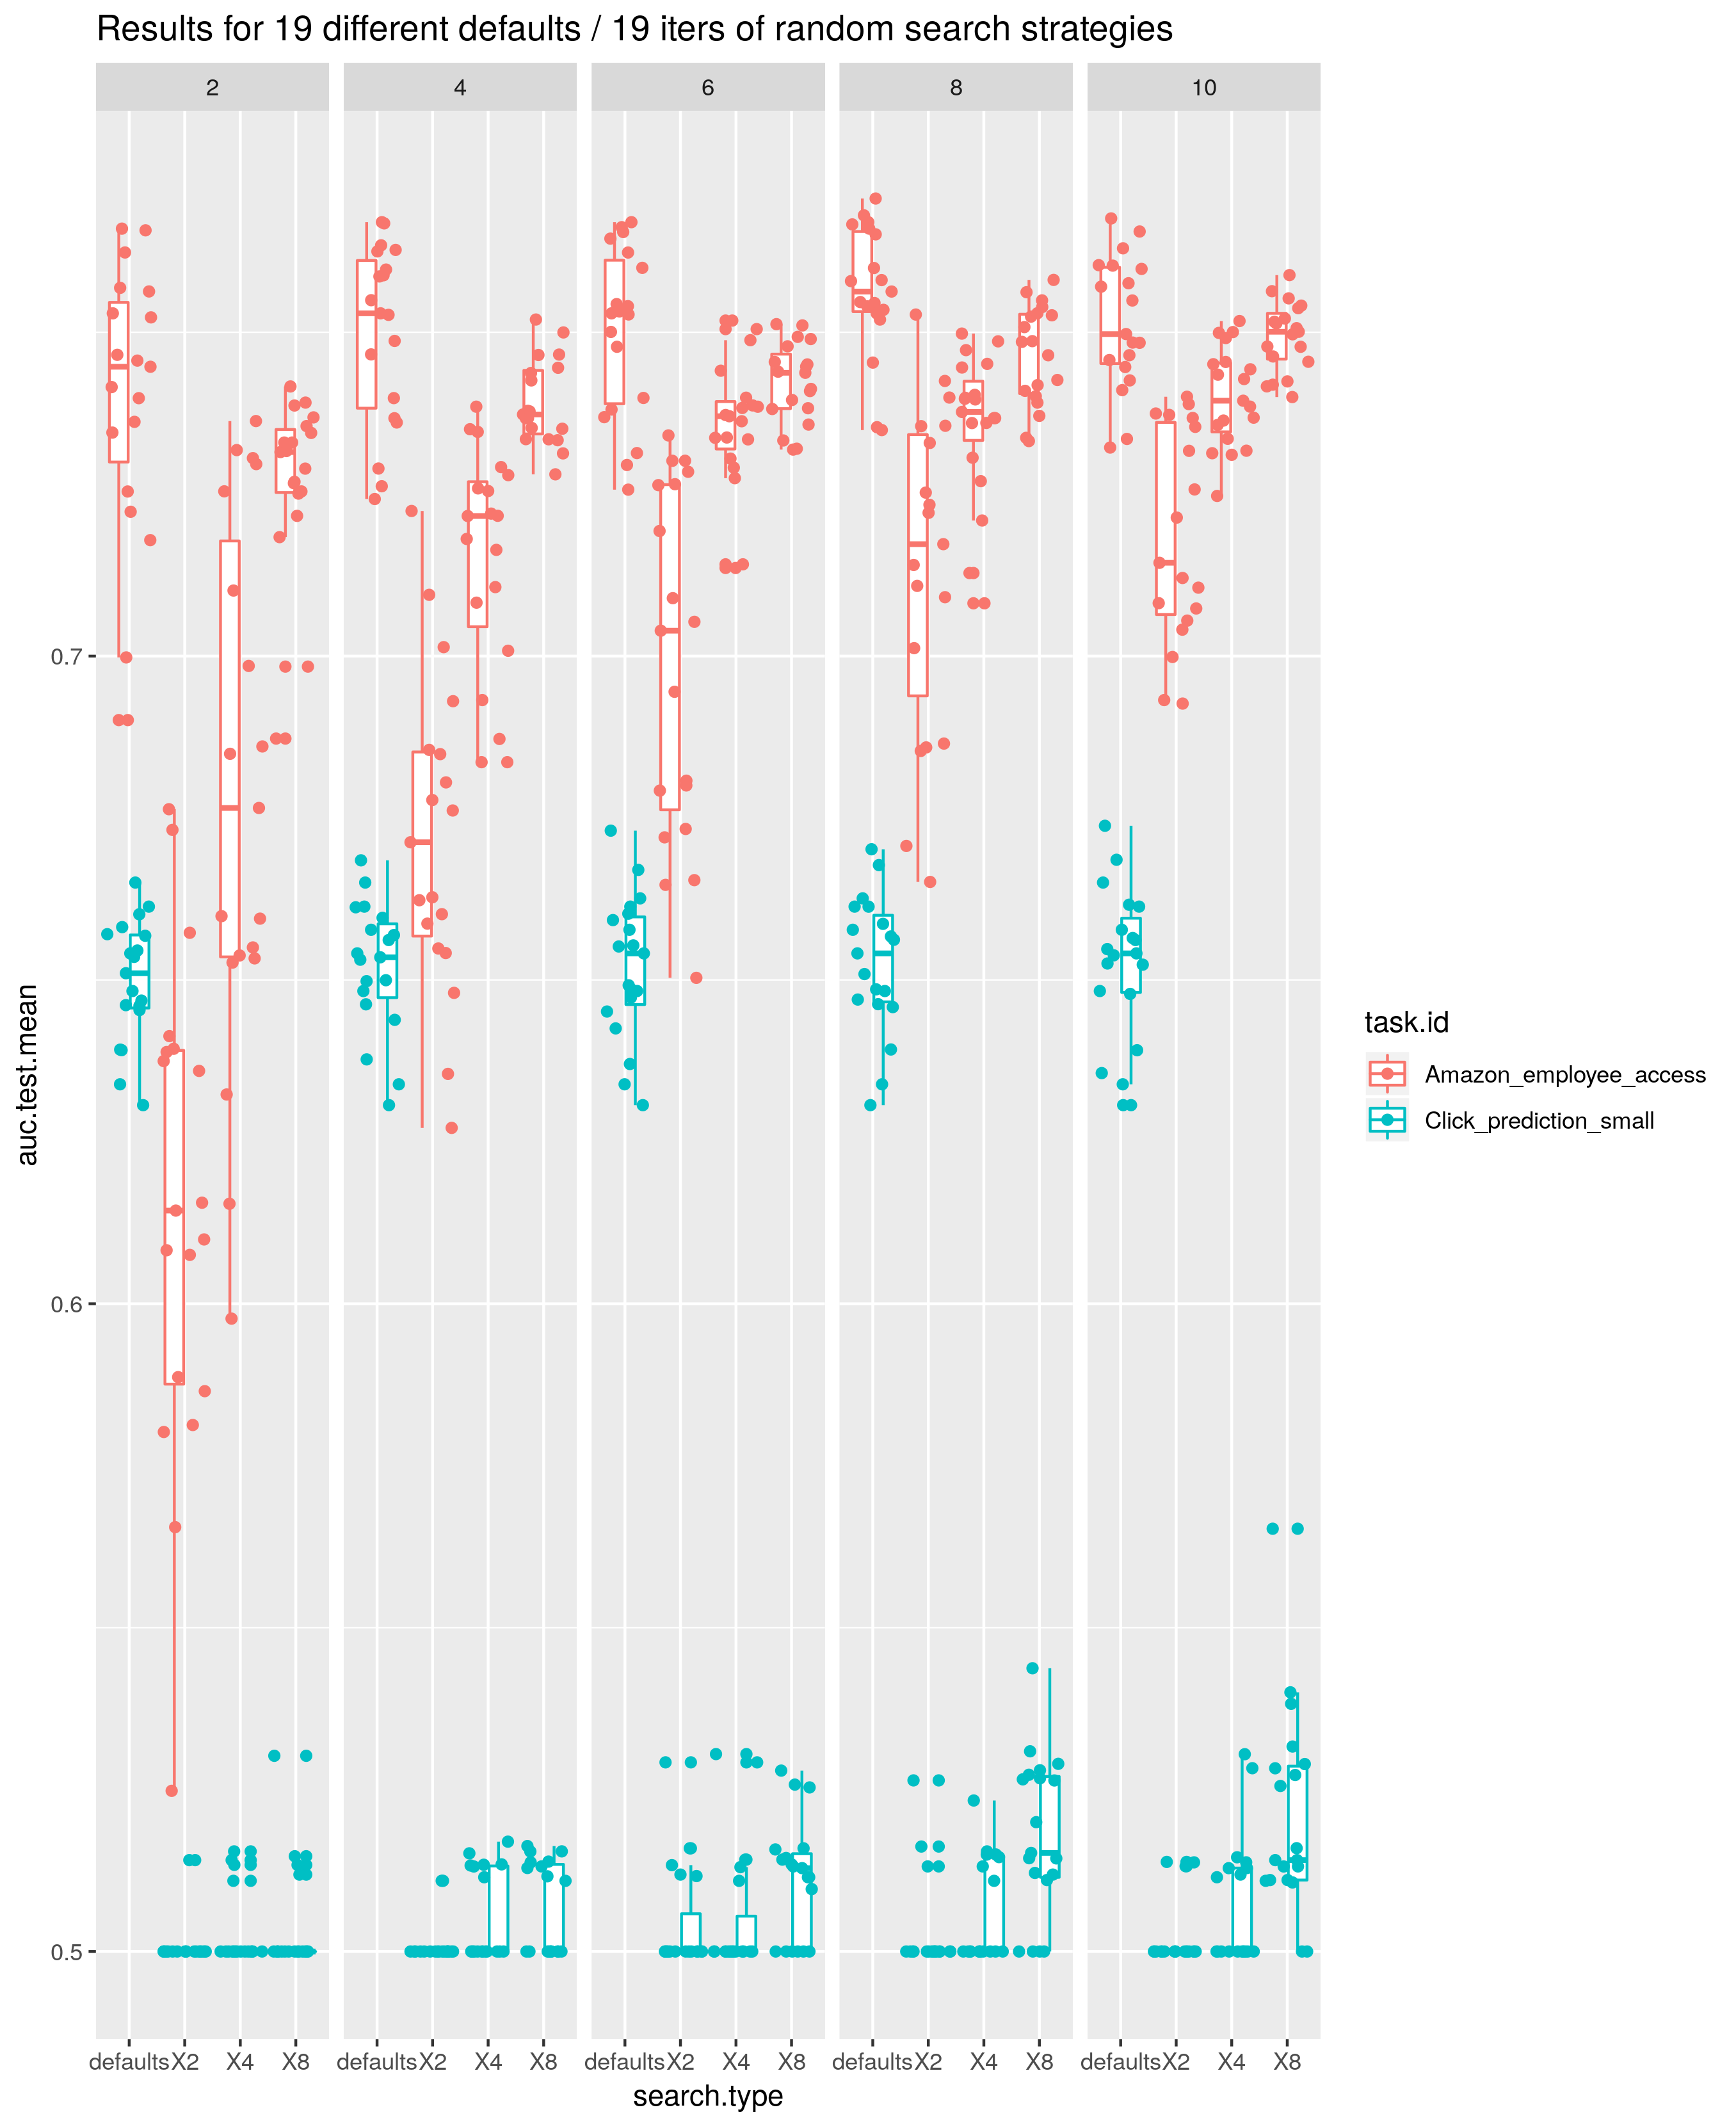 Results for 19 different defaults / 19 iters of random search strategies
2 4 6 8 10
auc.test.mean
0.7
0.6
0.5
defaults X2 X4 X8 defaults X2 X4 X8 defaults X2 X4 X8 defaults X2 X4 X8 defaults X2 X4 X8
search.type
task.id
Amazon_employee_access
Click_prediction_small